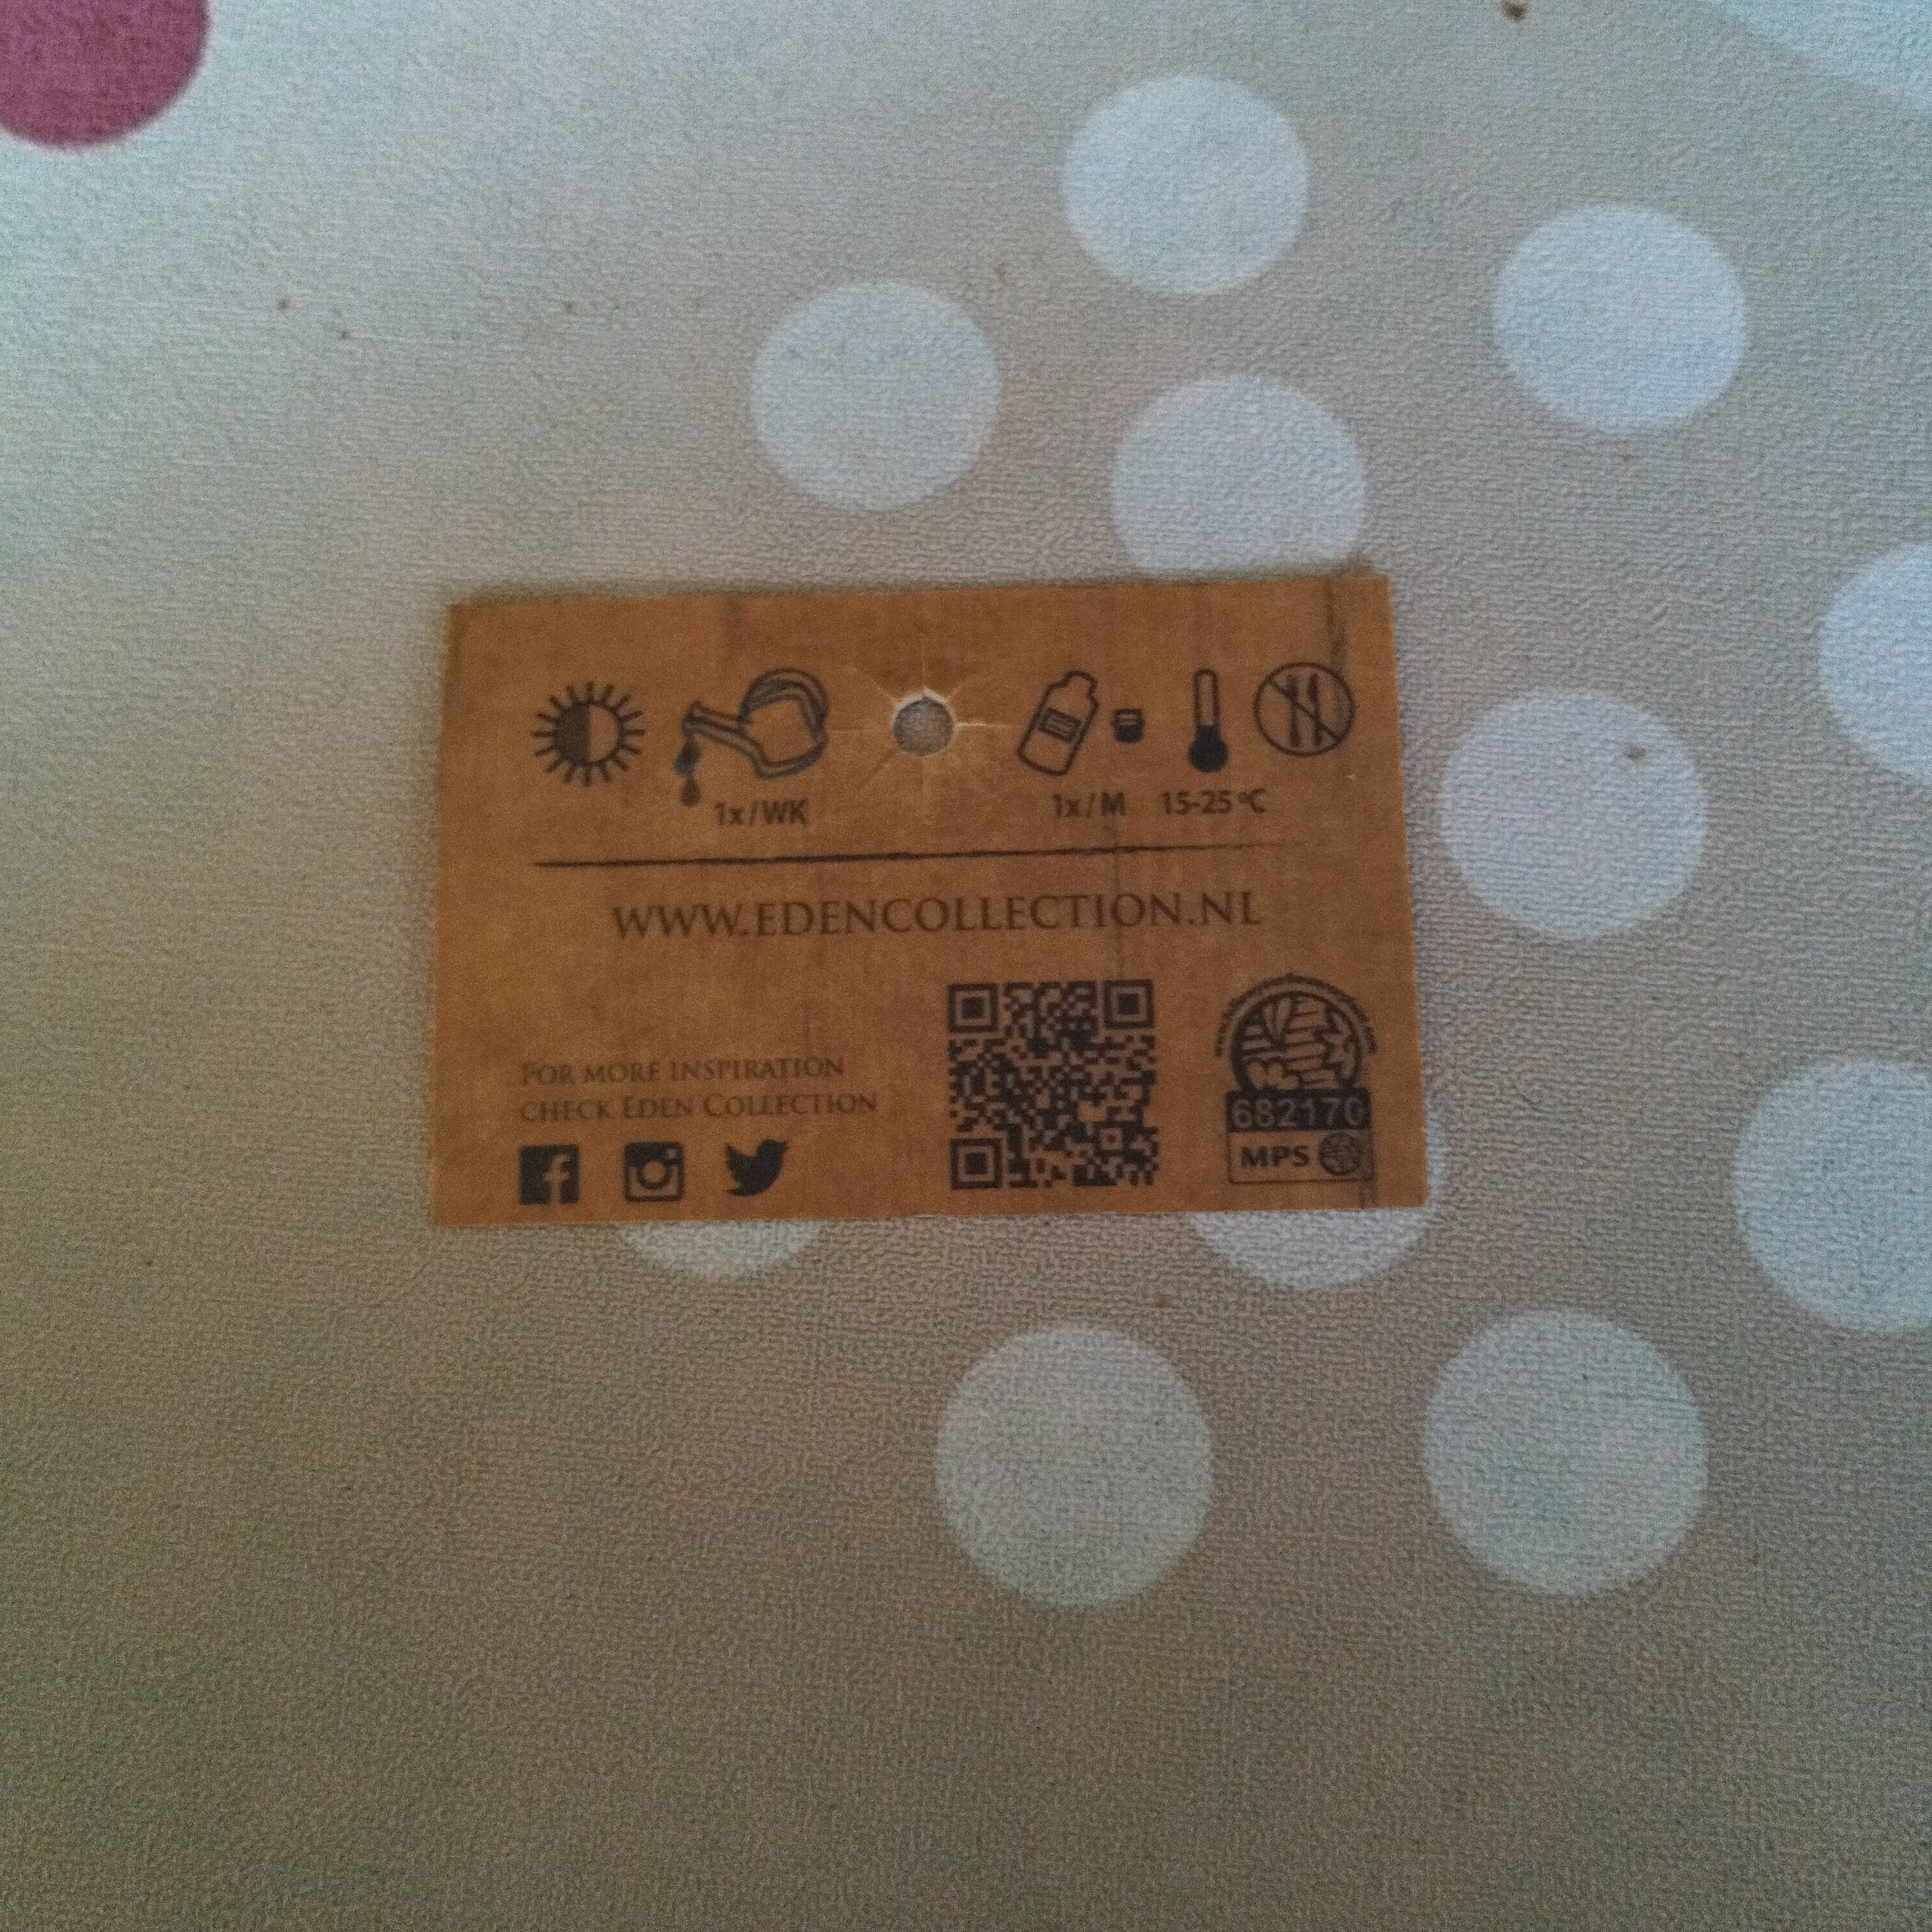 1x/WK
1x/M
15-25 °C
WWW.EDENCOLLECTION.NL
FOR MORE INSPIRATION
CHECK EDEN COLLECTION
682170
MPS